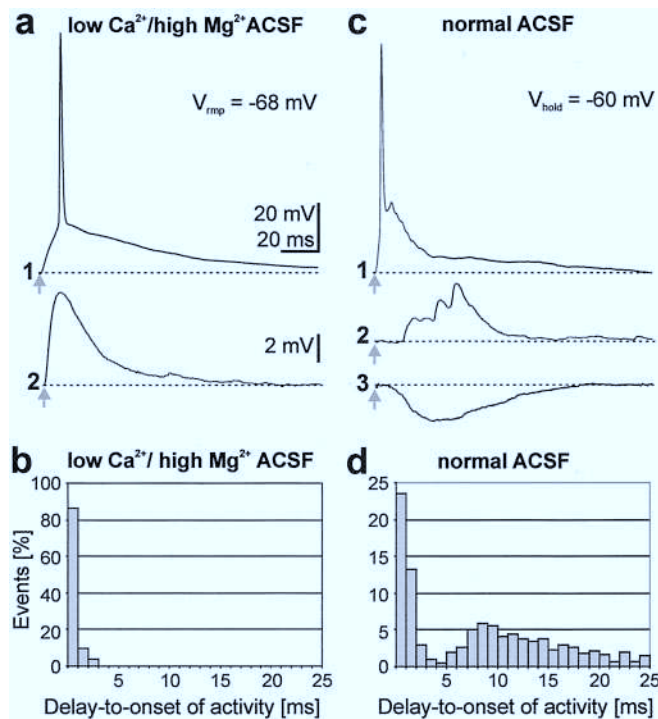 a low Ca²⁺/high Mg²⁺ACSF
V_rmp = -68 mV
20 mV
20 ms
1
2 mV
2
c normal ACSF
V_hold = -60 mV
1
2
3
b low Ca²⁺/ high Mg²⁺ ACSF
100
80
60
40
20
0
Events [%]
5 10 15 20 25
Delay-to-onset of activity [ms]
d normal ACSF
25
20
15
10
5
0
5 10 15 20 25
Delay-to-onset of activity [ms]